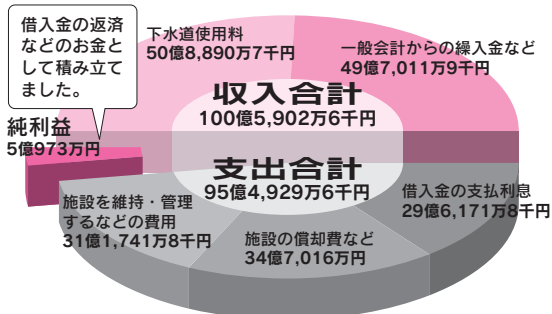 借入金の返済
などのお金と
して積み立て
ました。
下水道使用料
50億8,890万7千円
一般会計からの繰入金など
49億7,011万9千円
収入合計
100億5,902万6千円
純利益
5億973万円
支出合計
95億4,929万6千円
施設を維持・管理
するなどの費用
31億1,741万8千円
施設の償却費など
34億7,016万円
借入金の支払利息
29億6,171万8千円